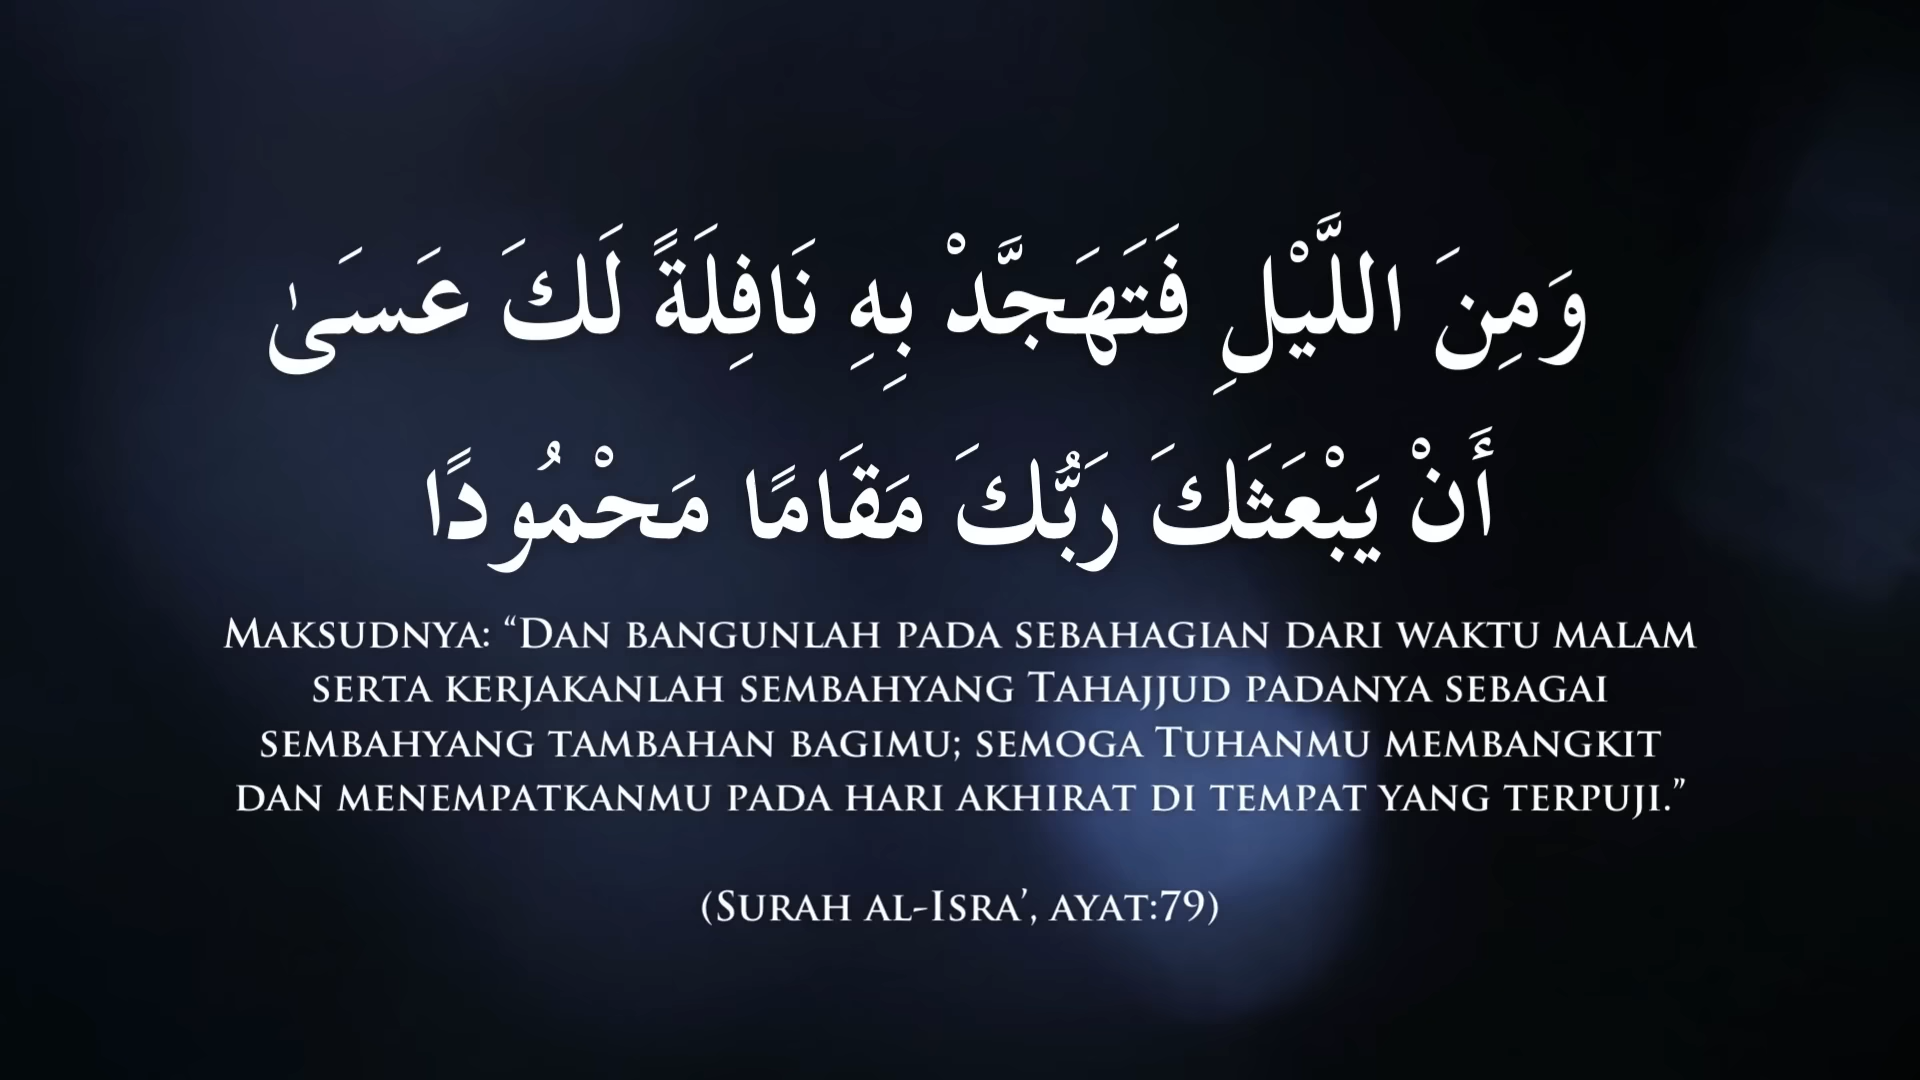 وَمِنَ اللَّيْلِ فَتَهَجَّدْ بِهِ نَافِلَةً لَكَ عَسَىٰ
أَنْ يَبْعَثَكَ رَبُّكَ مَقَامًا مَحْمُودًا
Maksudnya: “Dan bangunlah pada sebahagian dari waktu malam
serta kerjakanlah sembahyang Tahajjud padanya sebagai
sembahyang tambahan bagimu; semoga Tuhanmu membangkit
dan menempatkanmu pada hari akhirat di tempat yang terpuji.”
(Surah al-Isra’, ayat:79)